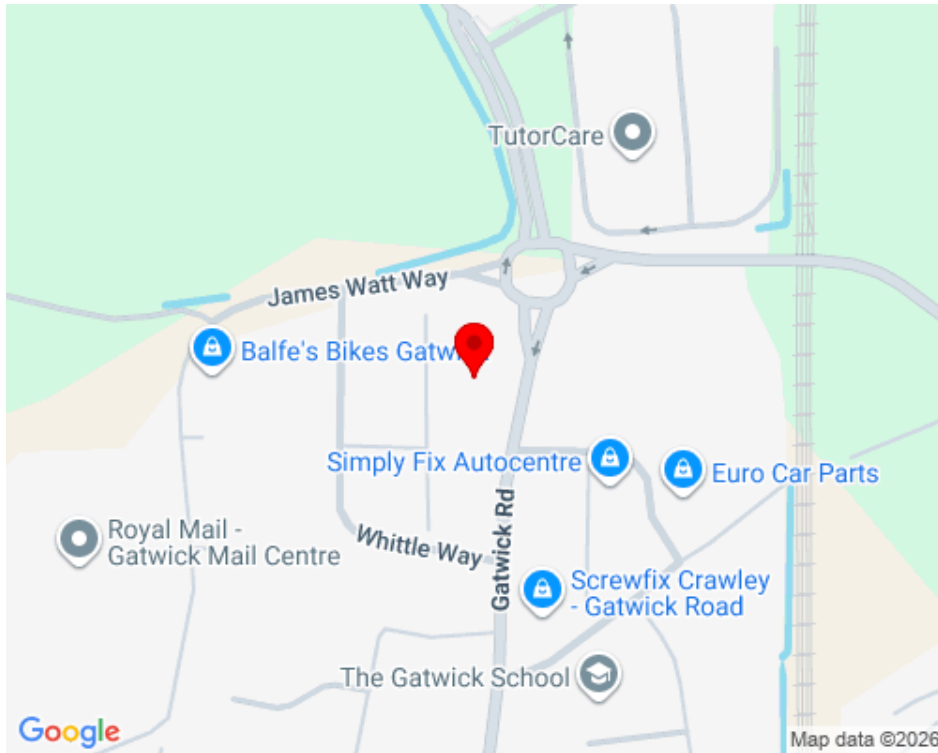 TutorCare
James Watt Way
Balfe's Bikes Gatw
Simply Fix Autocentre
Euro Car Parts
Gatwick Rd
Royal Mail -
Gatwick Mail Centre
Whittle Way
Screwfix Crawley
- Gatwick Road
The Gatwick School
Google
Map data ©2026